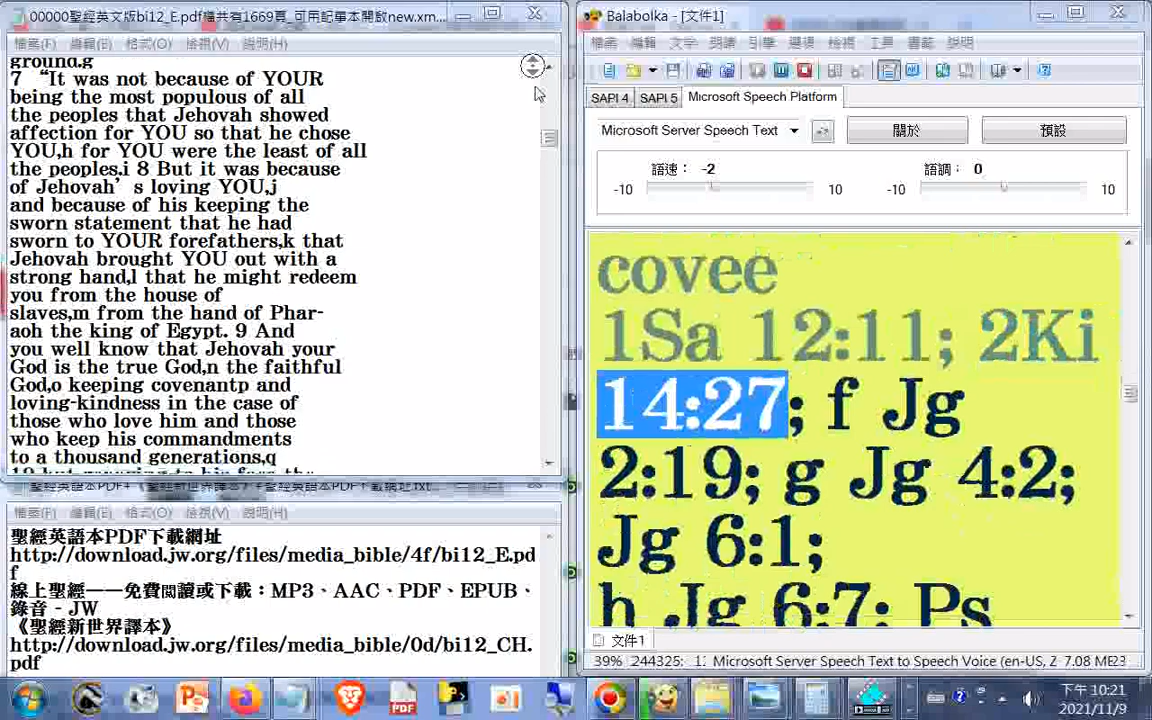 00000聖經英文版bi12_E.pdf檔共有1669頁_可用記事本開啟new.xm...
檔案(F) 編輯(E) 格式(O) 檢視(V) 說明(H)
ground.g
7 “It was not because of YOUR
being the most populous of all
the peoples that Jehovah showed
affection for YOU so that he chose
YOU,h for YOU were the least of all
the peoples.i 8 But it was because
of Jehovah’s loving YOU,j
and because of his keeping the
sworn statement that he had
sworn to YOUR forefathers,k that
Jehovah brought YOU out with a
strong hand,l that he might redeem
you from the house of
slaves,m from the hand of Phar-
aoh the king of Egypt. 9 And
you well know that Jehovah your
God is the true God,n the faithful
God,o keeping covenantp and
loving-kindness in the case of
those who love him and those
who keep his commandments
to a thousand generations,q
檔案(F) 編輯(E) 格式(O) 檢視(V) 說明(H)
聖經英語本PDF下載網址
http://download.jw.org/files/media_bible/4f/bi12_E.pd
f
線上聖經——免費閱讀或下載：MP3、AAC、PDF、EPUB、
錄音 - JW
《聖經新世界譯本》
http://download.jw.org/files/media_bible/0d/bi12_CH.
pdf
Balabolka - [文件1]
檔案 編輯 文字 朗讀 引擎 選項 檢視 工具 書籤 說明
SAPI 4 SAPI 5 Microsoft Speech Platform
Microsoft Server Speech Text 關於 預設
語速： -2 語調： 0
-10 10 -10 10
covee
1Sa 12:11; 2Ki
14:27; f Jg
2:19; g Jg 4:2;
Jg 6:1;
h Jg 6:7; Ps
文件1
39% 244325: Microsoft Server Speech Text to Speech Voice (en-US, Z 7.08 ME
下午 10:21
2021/11/9